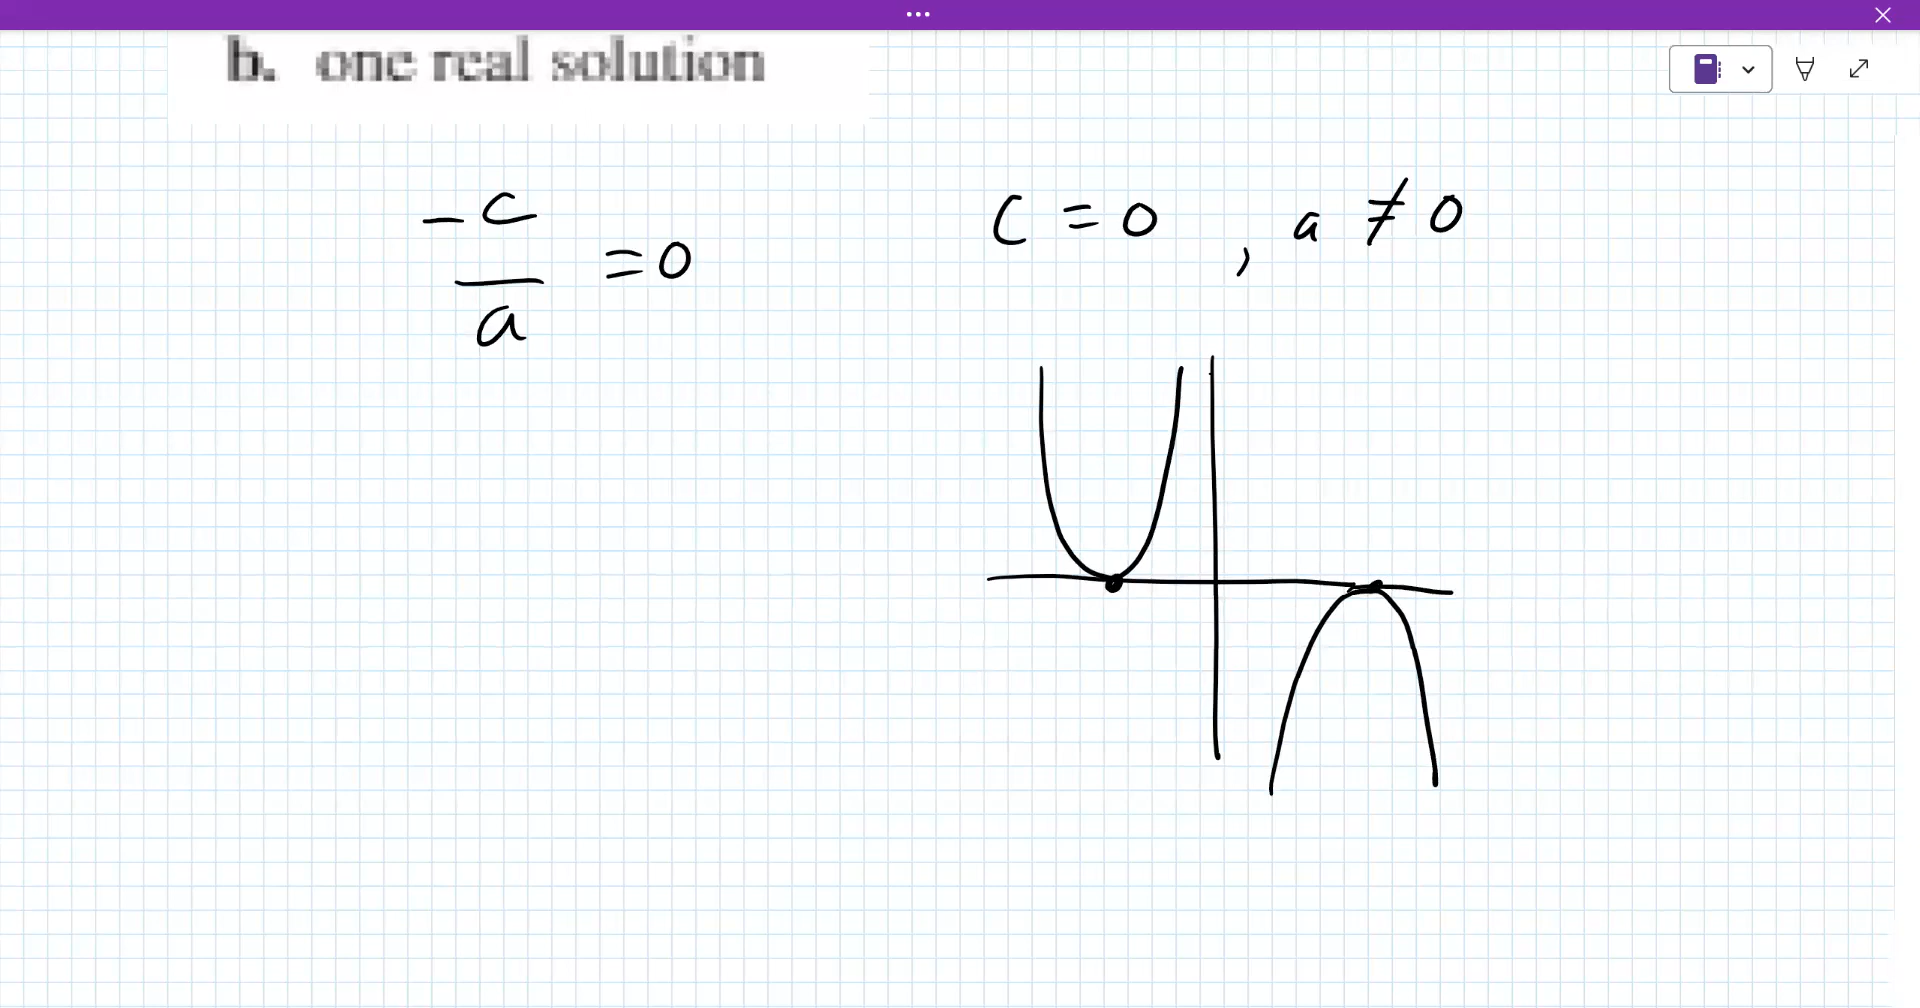 b. one real solution
-c/a = 0
c = 0 , a ≠ 0